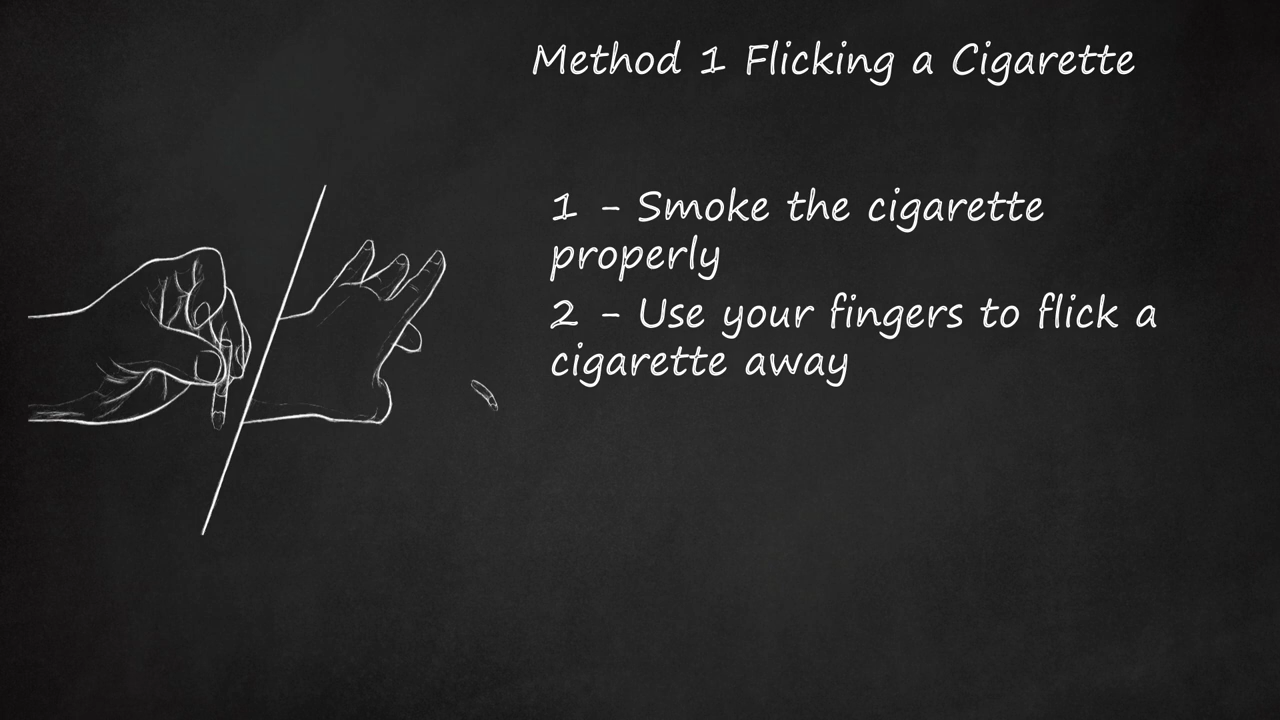 Method 1 Flicking a Cigarette
1 - Smoke the cigarette
properly
2 - Use your fingers to flick a
cigarette away